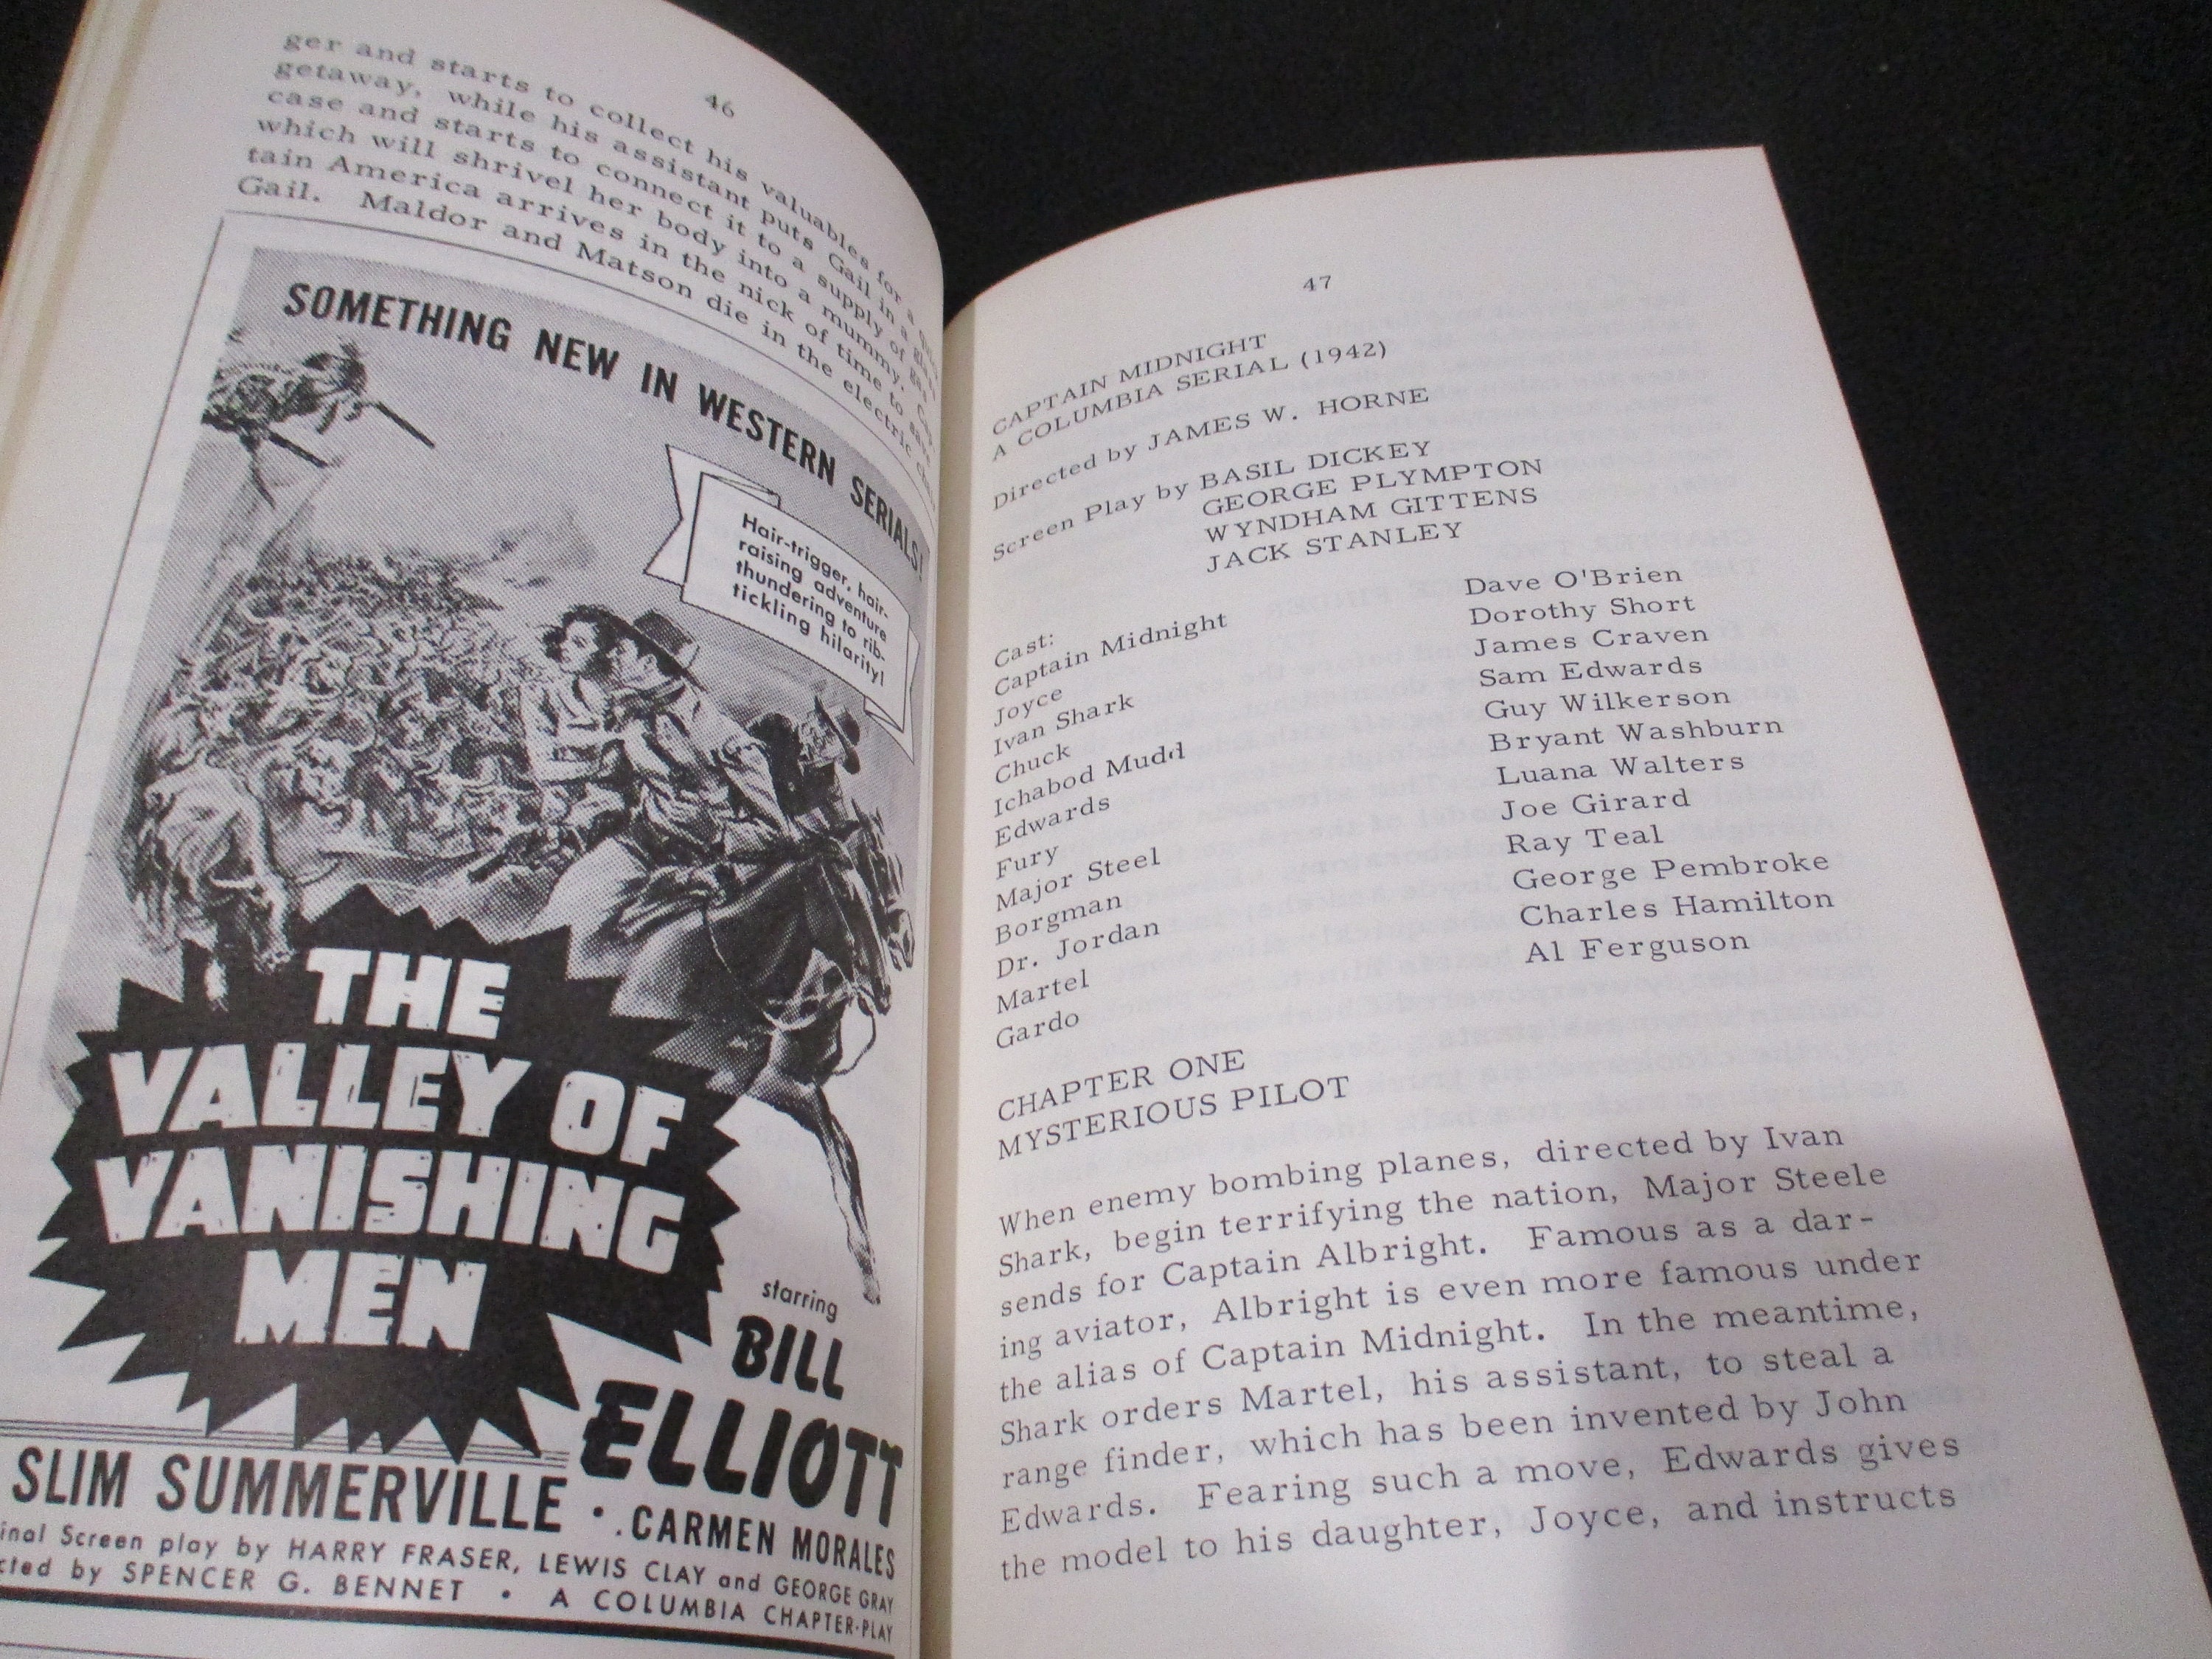 46
ger and starts to collect his valuables for a
getaway, while his assistant puts Gail in a glass
case and starts to connect it to a supply of gas
which will shrivel her body into a mummy. Cap-
tain America arrives in the nick of time to save
Gail. Maldor and Matson die in the electric
SOMETHING NEW IN WESTERN SERIALS!
Hair-trigger, hair-
raising adventure
thundering to rib-
tickling hilarity!
THE
VALLEY OF
VANISHING
MEN
starring
BILL
ELLIOTT
SLIM SUMMERVILLE • CARMEN MORALES
inal Screen play by HARRY FRASER, LEWIS CLAY and GEORGE GRAY
cted by SPENCER G. BENNET • A COLUMBIA CHAPTER-PLAY
47
CAPTAIN MIDNIGHT
A COLUMBIA SERIAL (1942)
Directed by JAMES W. HORNE
Screen Play by BASIL DICKEY
GEORGE PLYMPTON
WYNDHAM GITTENS
JACK STANLEY
Cast:
Captain Midnight Dave O'Brien
Joyce Dorothy Short
Ivan Shark James Craven
Chuck Sam Edwards
Ichabod Mudd Guy Wilkerson
Edwards Bryant Washburn
Fury Luana Walters
Major Steel Joe Girard
Borgman Ray Teal
Dr. Jordan George Pembroke
Martel Charles Hamilton
Gardo Al Ferguson
CHAPTER ONE
MYSTERIOUS PILOT
When enemy bombing planes, directed by Ivan
Shark, begin terrifying the nation, Major Steele
sends for Captain Albright. Famous as a dar-
ing aviator, Albright is even more famous under
the alias of Captain Midnight. In the meantime,
Shark orders Martel, his assistant, to steal a
range finder, which has been invented by John
Edwards. Fearing such a move, Edwards gives
the model to his daughter, Joyce, and instructs